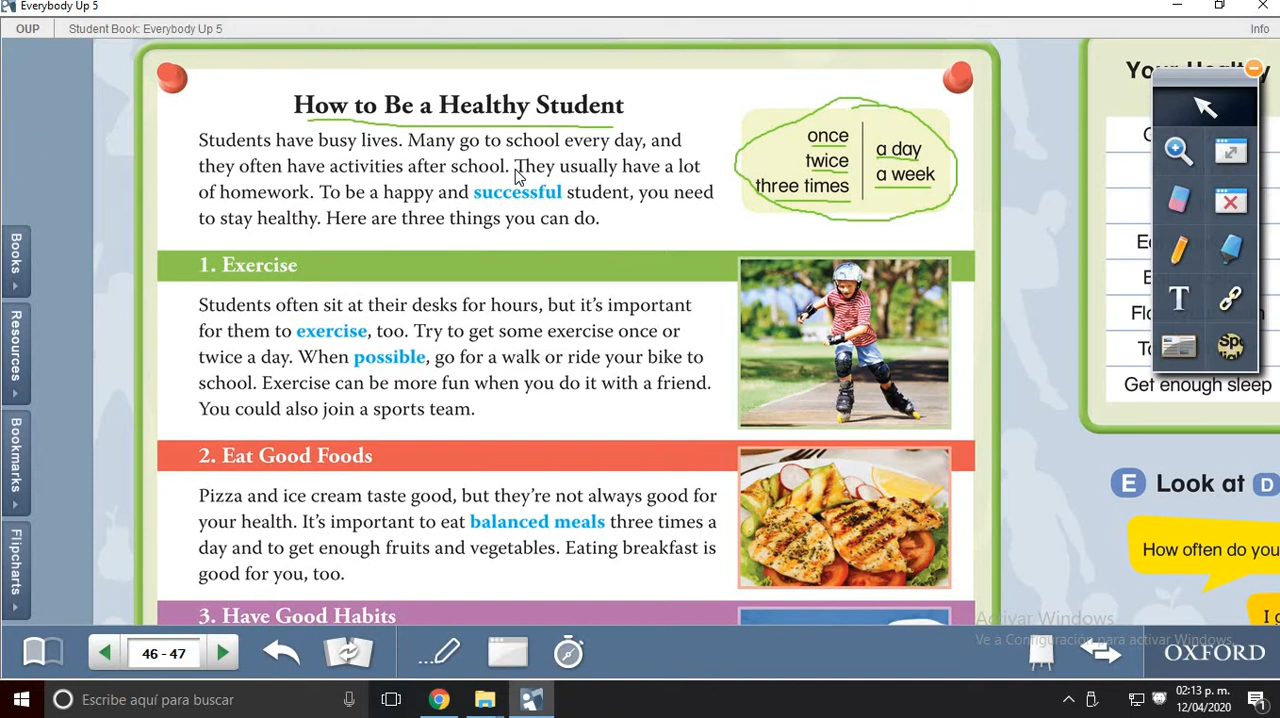 Everybody Up 5
OUP
Student Book: Everybody Up 5
Info
How to Be a Healthy Student
Students have busy lives. Many go to school every day, and
they often have activities after school. They usually have a lot
of homework. To be a happy and successful student, you need
to stay healthy. Here are three things you can do.
once
twice
three times
a day
a week
1. Exercise
Students often sit at their desks for hours, but it's important
for them to exercise, too. Try to get some exercise once or
twice a day. When possible, go for a walk or ride your bike to
school. Exercise can be more fun when you do it with a friend.
You could also join a sports team.
2. Eat Good Foods
Pizza and ice cream taste good, but they're not always good for
your health. It's important to eat balanced meals three times a
day and to get enough fruits and vegetables. Eating breakfast is
good for you, too.
3. Have Good Habits
Get enough sleep
E Look at D
How often do you
Books
Resources
Bookmarks
Flipcharts
T
Activar Windows
Ve a Configuración para activar Windows.
46 - 47
OXFORD
Escribe aquí para buscar
02:13 p. m.
12/04/2020
1